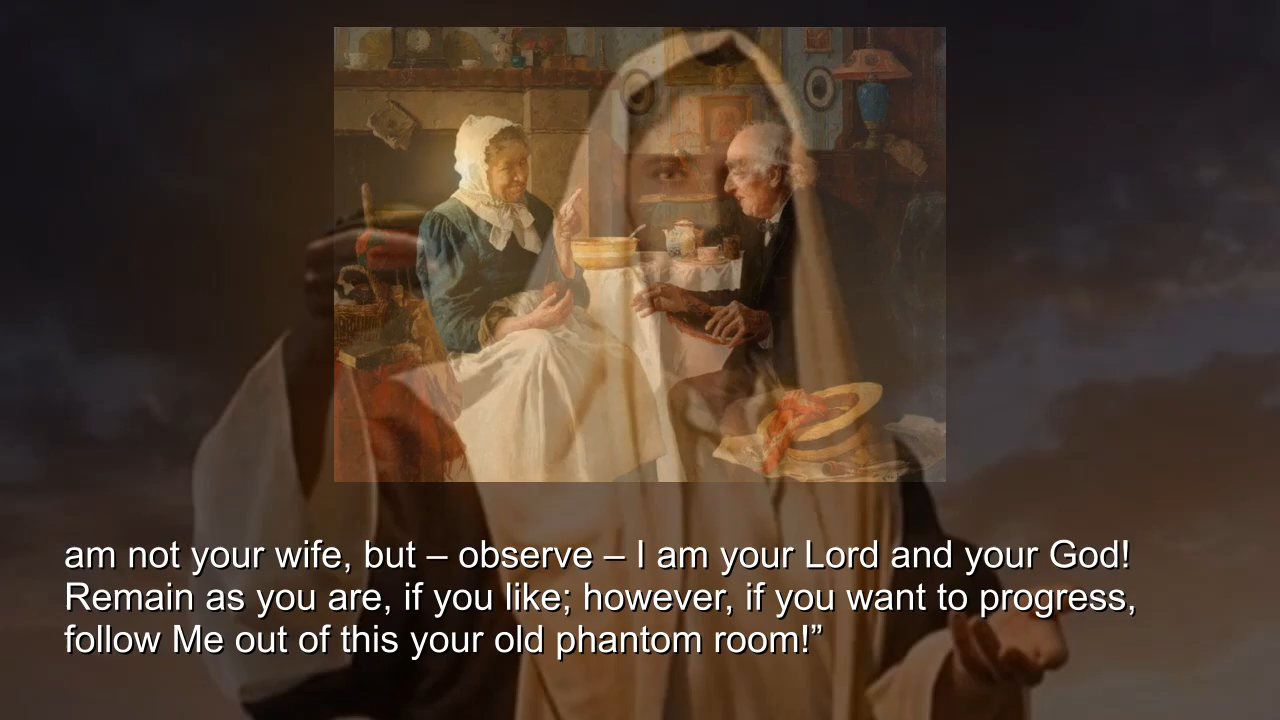 am not your wife, but – observe – I am your Lord and your God!
Remain as you are, if you like; however, if you want to progress,
follow Me out of this your old phantom room!”